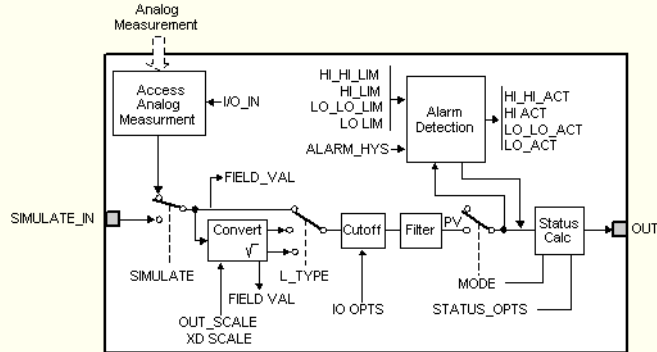 Analog
Measurement
Access
Analog
Measurment
I/O_IN
HI_HI_LIM
HI_LIM
LO_LO_LIM
LO LIM
ALARM_HYS
Alarm
Detection
HI_HI_ACT
HI ACT
LO_LO_ACT
LO_ACT
FIELD_VAL
SIMULATE_IN
Convert
√
Cutoff
Filter
PV
Status
Calc
OUT
SIMULATE
L_TYPE
FIELD VAL
MODE
OUT_SCALE
XD SCALE
IO OPTS
STATUS_OPTS